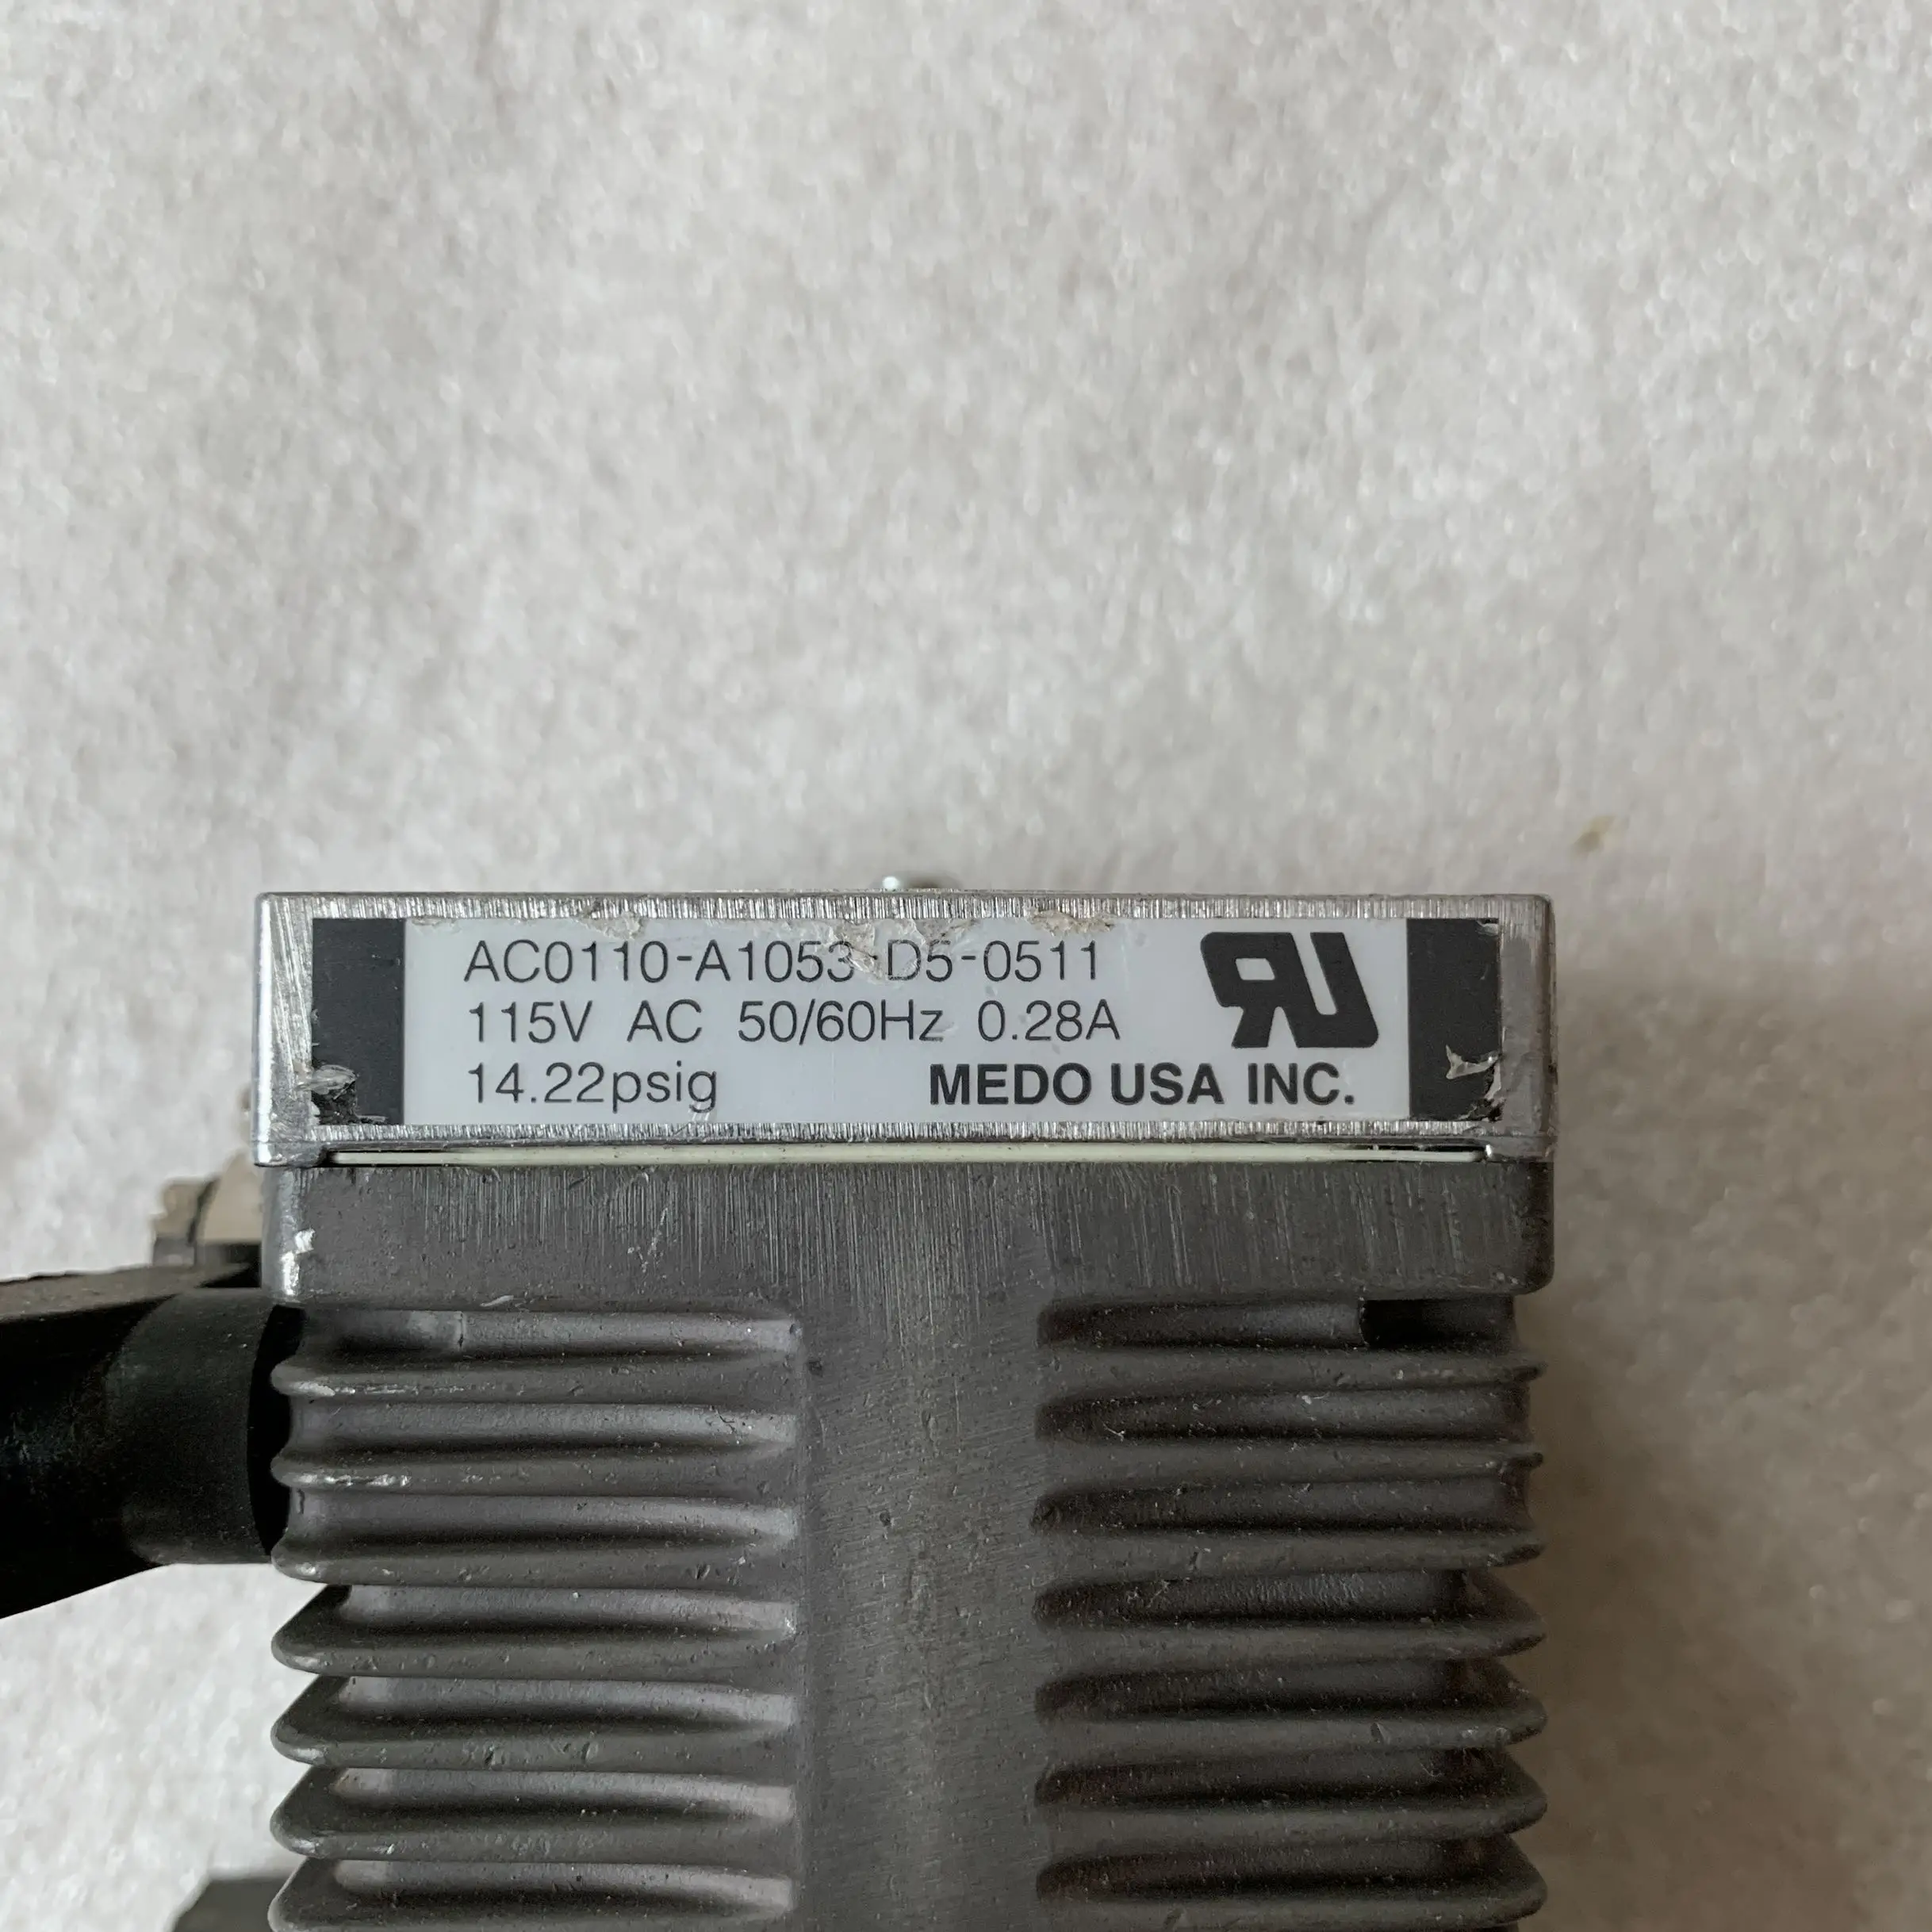 AC0110-A1053-D5-0511
115V AC 50/60Hz 0.28A
14.22psig MEDO USA INC.